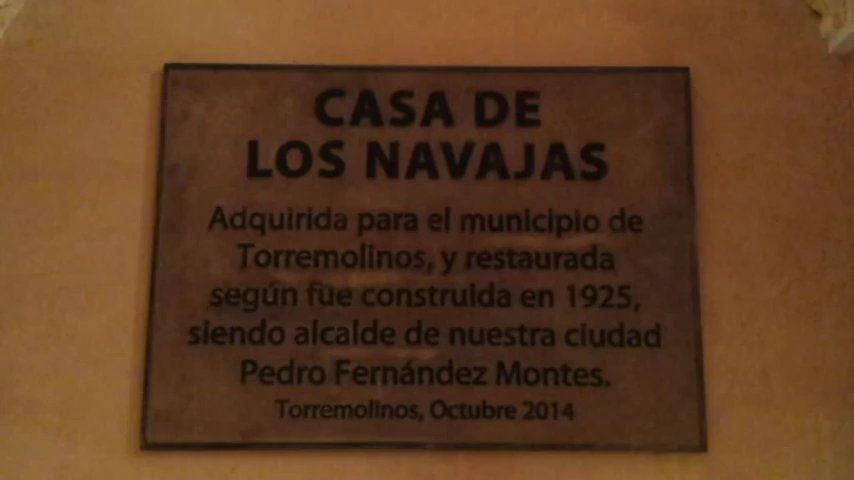 CASA DE
LOS NAVAJAS
Adquirida para el municipio de
Torremolinos, y restaurada
según fue construida en 1925,
siendo alcalde de nuestra ciudad
Pedro Fernández Montes.
Torremolinos, Octubre 2014